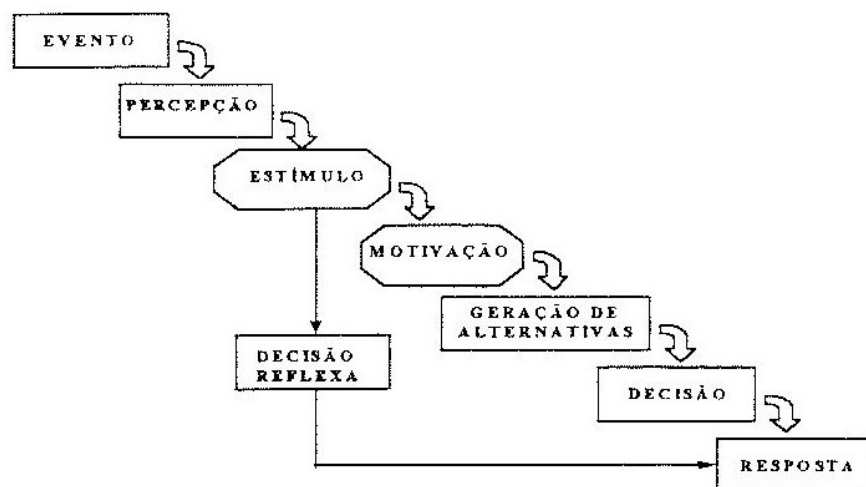 EVENTO
PERCEPÇÃO
ESTÍMULO
MOTIVAÇÃO
GERAÇÃO DE
ALTERNATIVAS
DECISÃO
REFLEXA
DECISÃO
RESPOSTA